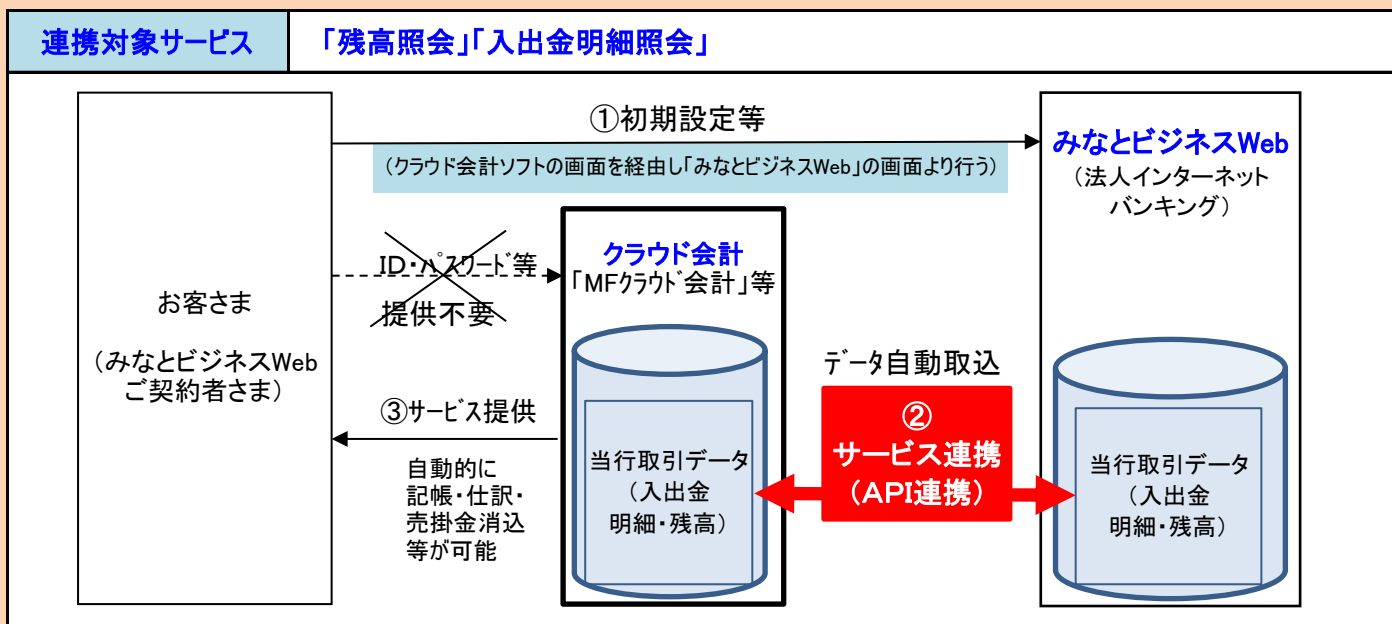 連携対象サービス
「残高照会」「入出金明細照会」
①初期設定等
(クラウド会計ソフトの画面を経由し「みなとビジネスWeb」の画面より行う)
みなとビジネスWeb
(法人インターネット
バンキング)
お客さま
(みなとビジネスWeb
ご契約者さま)
ID・パスワード等
提供不要
クラウド会計
「MFクラウド会計」等
③サービス提供
自動的に
記帳・仕訳・
売掛金消込
等が可能
当行取引データ
(入出金
明細・残高)
データ自動取込
②
サービス連携
(API連携)
当行取引データ
(入出金
明細・残高)